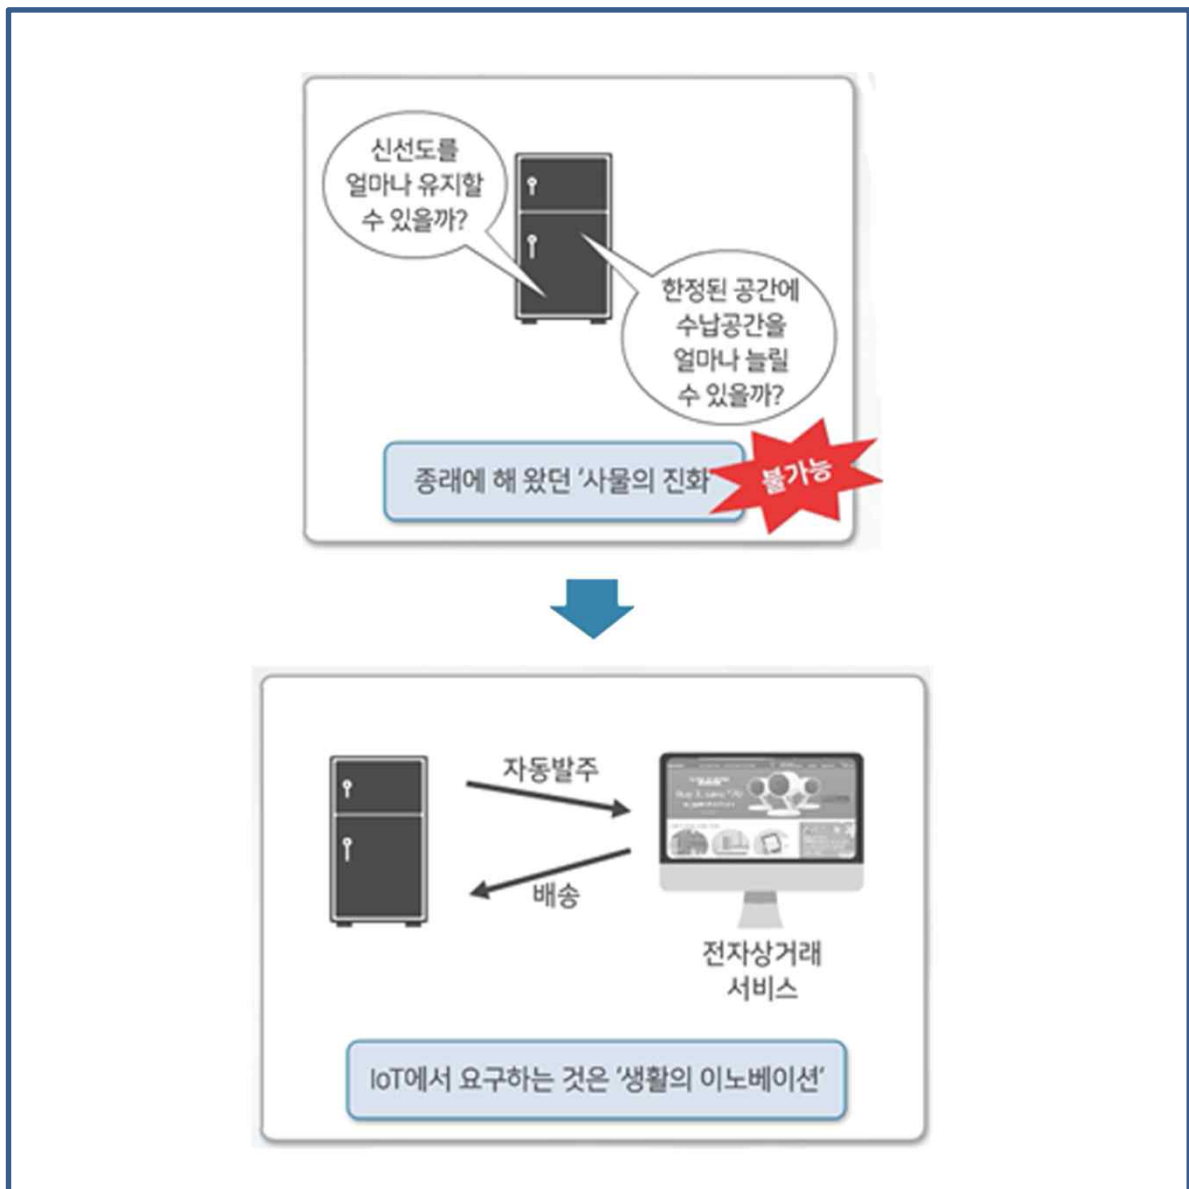 신선도를
얼마나 유지할
수 있을까?
한정된 공간에
수납공간을
얼마나 늘릴
수 있을까?
종래에 해 왔던 '사물의 진화'
불가능
자동발주
배송
전자상거래
서비스
IoT에서 요구하는 것은 '생활의 이노베이션'